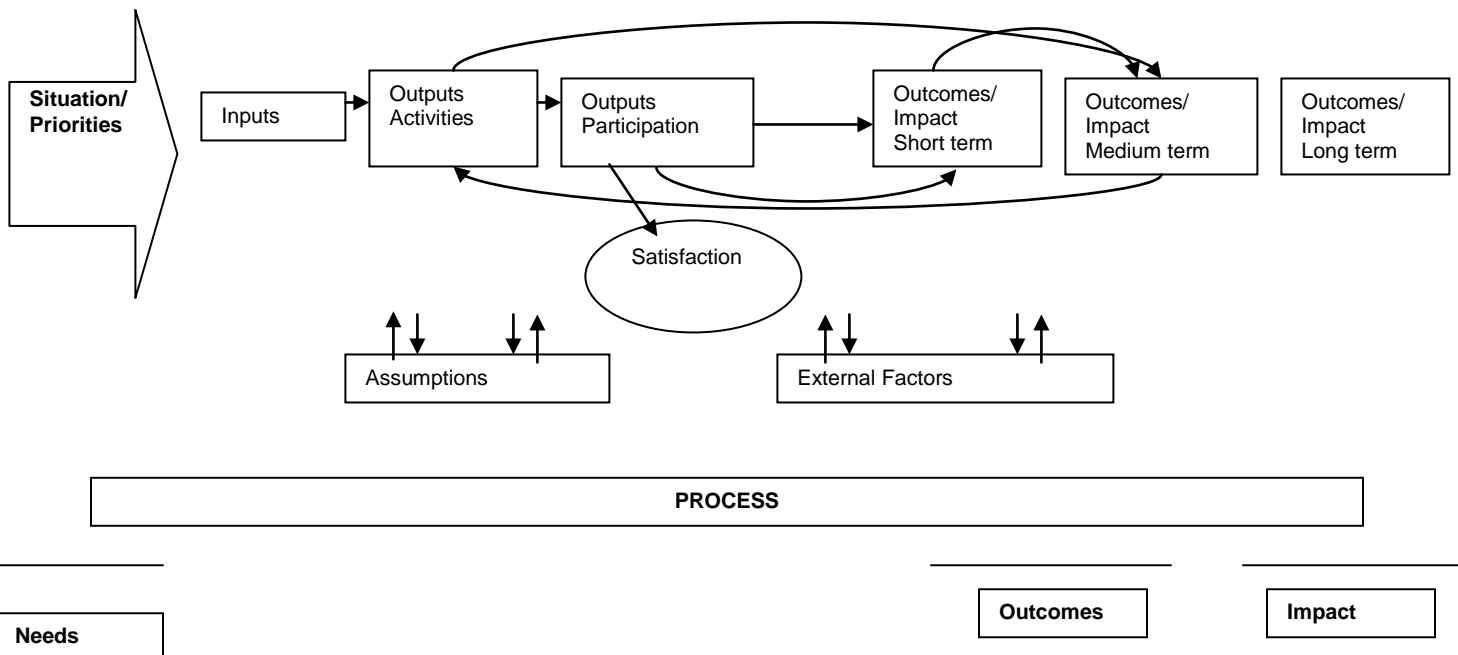 Situation/
Priorities
Inputs
Outputs
Activities
Outputs
Participation
Outcomes/
Impact
Short term
Outcomes/
Impact
Medium term
Outcomes/
Impact
Long term
Satisfaction
Assumptions
External Factors
PROCESS
Needs
Outcomes
Impact